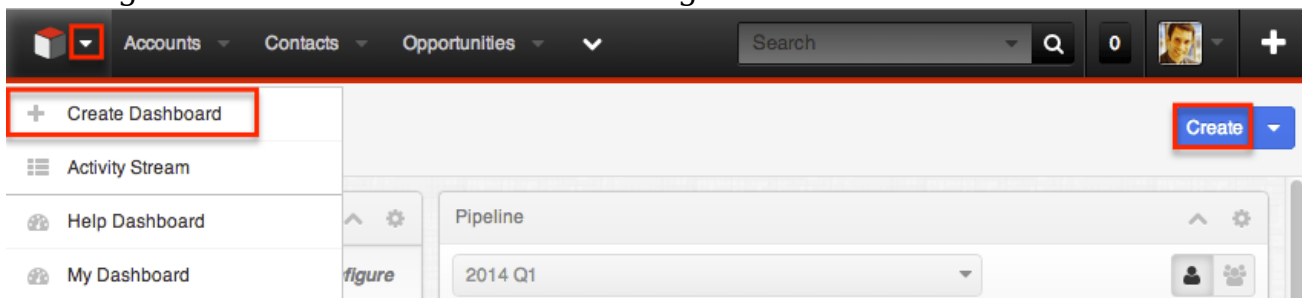 Accounts Contacts Opportunities Search 0
Create Dashboard
Create
Activity Stream
Help Dashboard
Pipeline
My Dashboard
2014 Q1